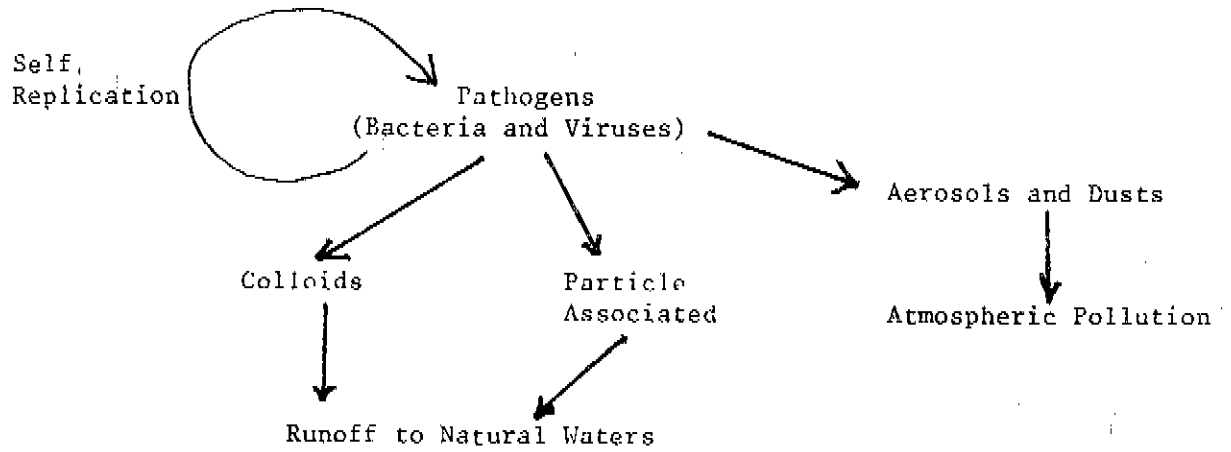 Self
Replication
Pathogens
(Bacteria and Viruses)
Aerosols and Dusts
Colloids
Particle
Associated
Atmospheric Pollution
Runoff to Natural Waters